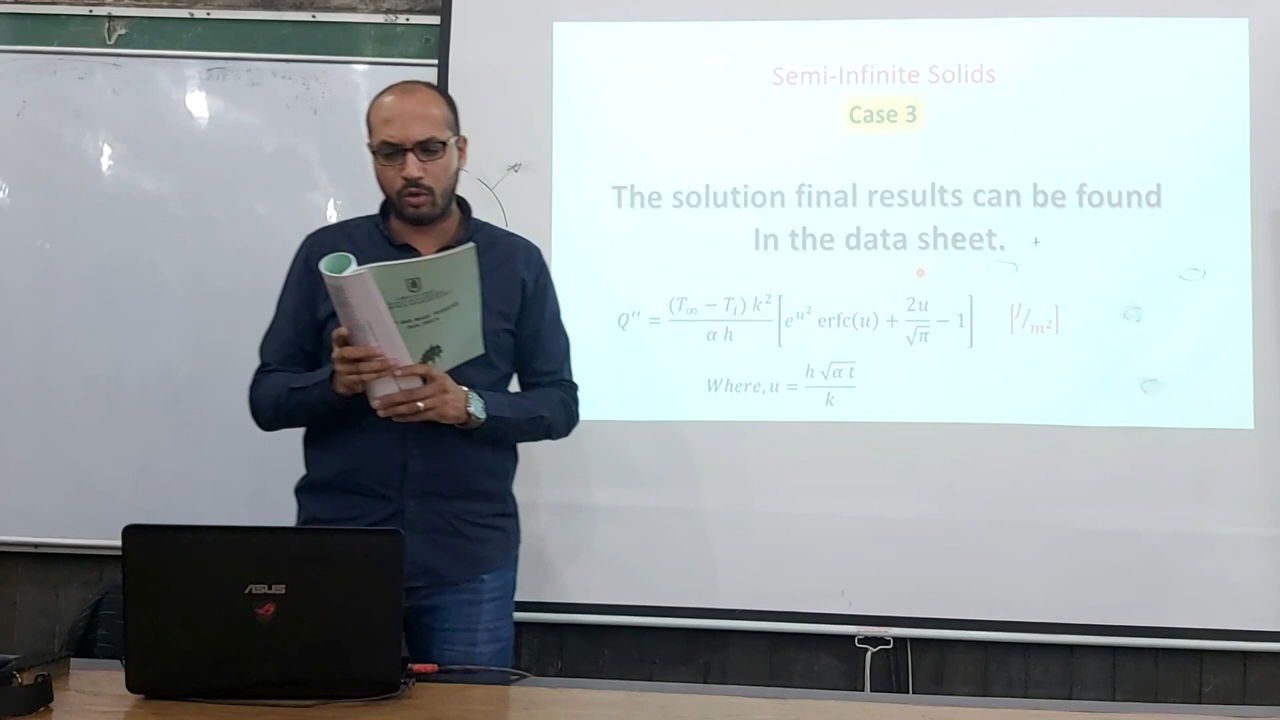 Semi-Infinite Solids
Case 3
The solution final results can be found
In the data sheet.
Q'' = (T∞ − Ti) k² / α h [e^u² erfc(u) + 2u/√π − 1] [J/m²]
Where, u = h √α t / k
ASUS